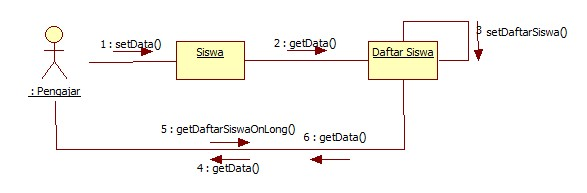 1 : setData()
2 : getData()
3 setDaftarSiswa()
Siswa
Daftar Siswa
: Pengajar
5 : getDaftarSiswaOnLong()
6 : getData()
4 : getData()